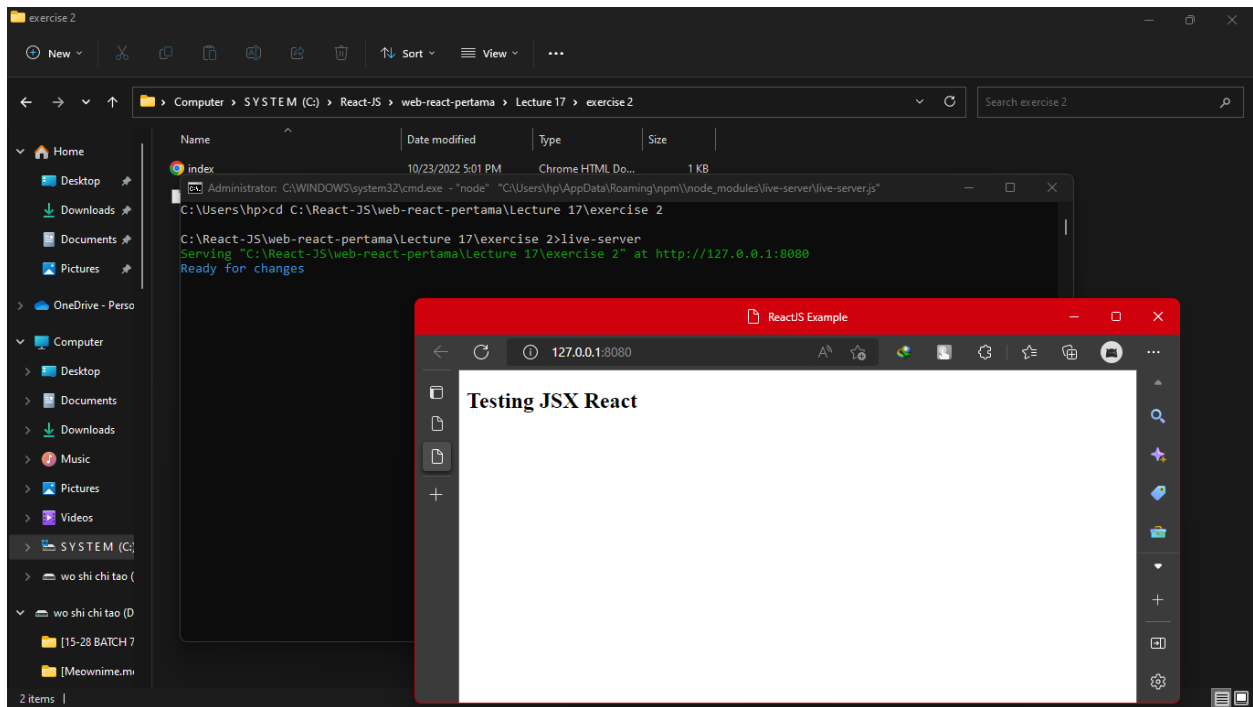 exercise 2
New
Sort
View
Computer > S Y S T E M (C:) > React-JS > web-react-pertama > Lecture 17 > exercise 2
Search exercise 2
Name Date modified Type Size
index 10/23/2022 5:01 PM Chrome HTML Do... 1 KB
Home
Desktop
Downloads
Documents
Pictures
OneDrive - Perso
Computer
Desktop
Documents
Downloads
Music
Pictures
Videos
S Y S T E M (C:)
wo shi chi tao (
wo shi chi tao (D
[15-28 BATCH 7
[Meownime.m
2 items
Administrator: C:\WINDOWS\system32\cmd.exe - "node" "C:\Users\hp\AppData\Roaming\npm\\node_modules\live-server\live-server.js"
C:\Users\hp>cd C:\React-JS\web-react-pertama\Lecture 17\exercise 2
C:\React-JS\web-react-pertama\Lecture 17\exercise 2>live-server
Serving "C:\React-JS\web-react-pertama\Lecture 17\exercise 2" at http://127.0.0.1:8080
Ready for changes
ReactJS Example
127.0.0.1:8080
Testing JSX React